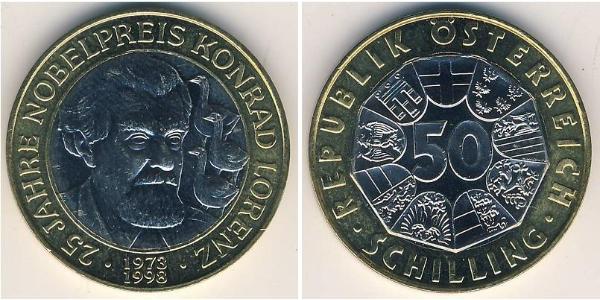 25 JAHRE NOBELPREIS KONRAD LORENZ
· 1973 ·
1998
REPUBLIK ÖSTERREICH
50
· SCHILLING ·